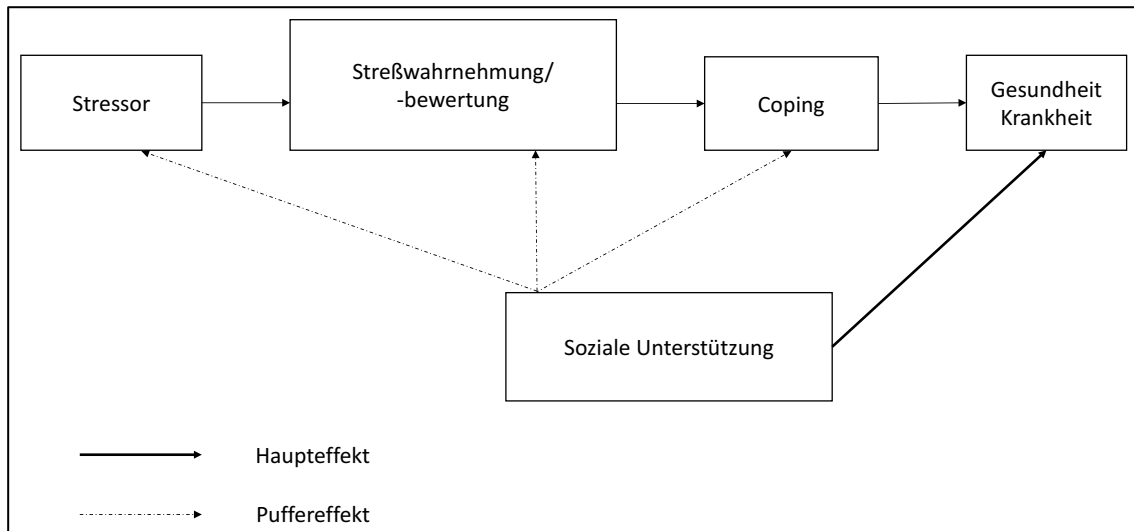 Stressor
Streßwahrnehmung/
-bewertung
Coping
Gesundheit
Krankheit
Soziale Unterstützung
Haupteffekt
Puffereffekt